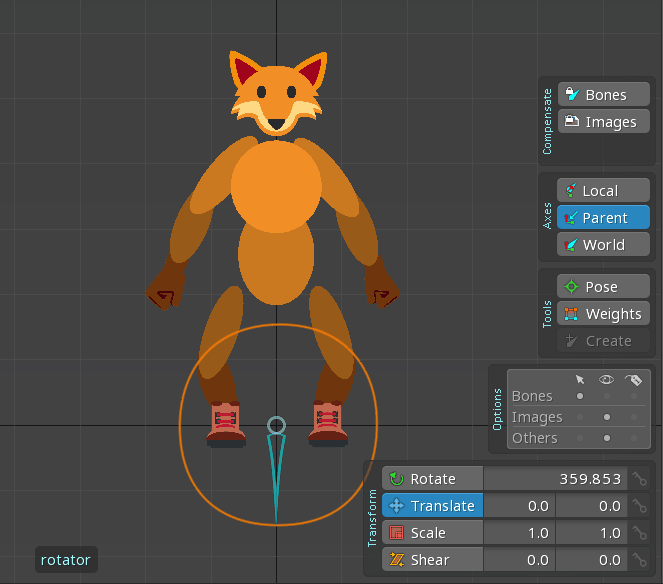 Compensate
Bones
Images
Axes
Local
Parent
World
Tools
Pose
Weights
Create
Options
Bones
Images
Others
Transform
Rotate 359.853
Translate 0.0 0.0
Scale 1.0 1.0
Shear 0.0 0.0
rotator